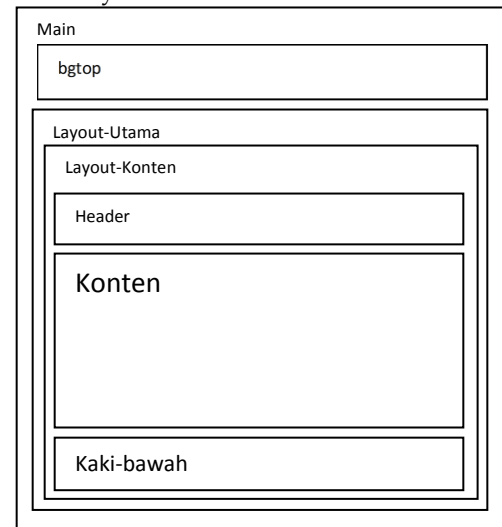 Main
bgtop
Layout-Utama
Layout-Konten
Header
Konten
Kaki-bawah